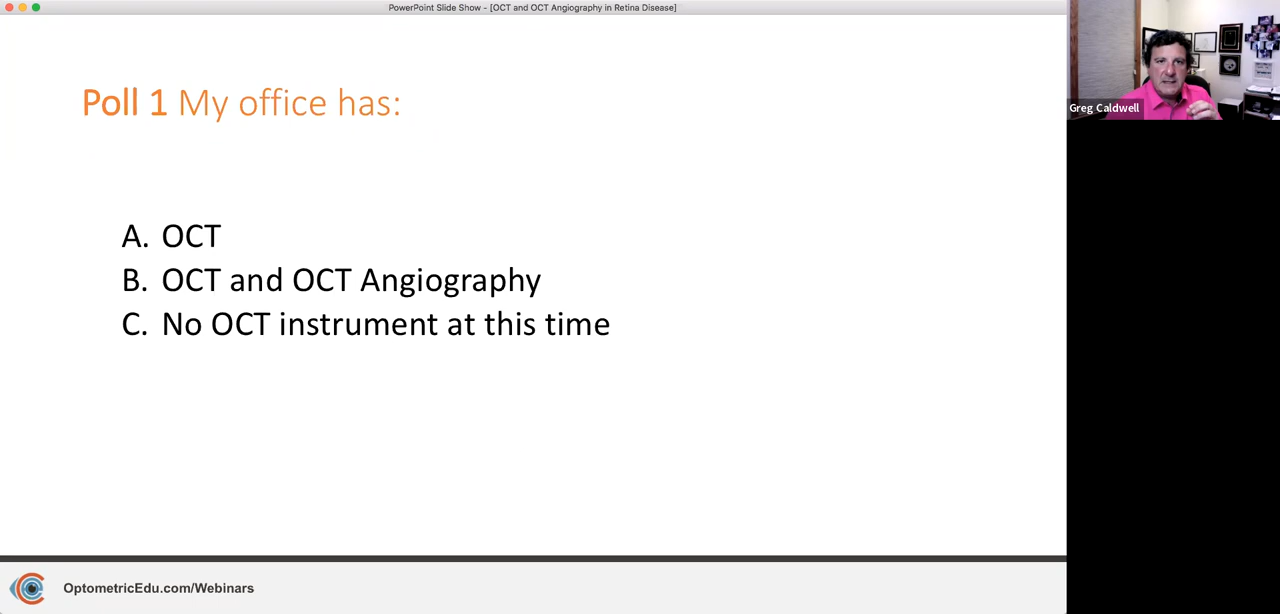 PowerPoint Slide Show - [OCT and OCT Angiography in Retina Disease]
Poll 1 My office has:
A. OCT
B. OCT and OCT Angiography
C. No OCT instrument at this time
OptometricEdu.com/Webinars
Greg Caldwell